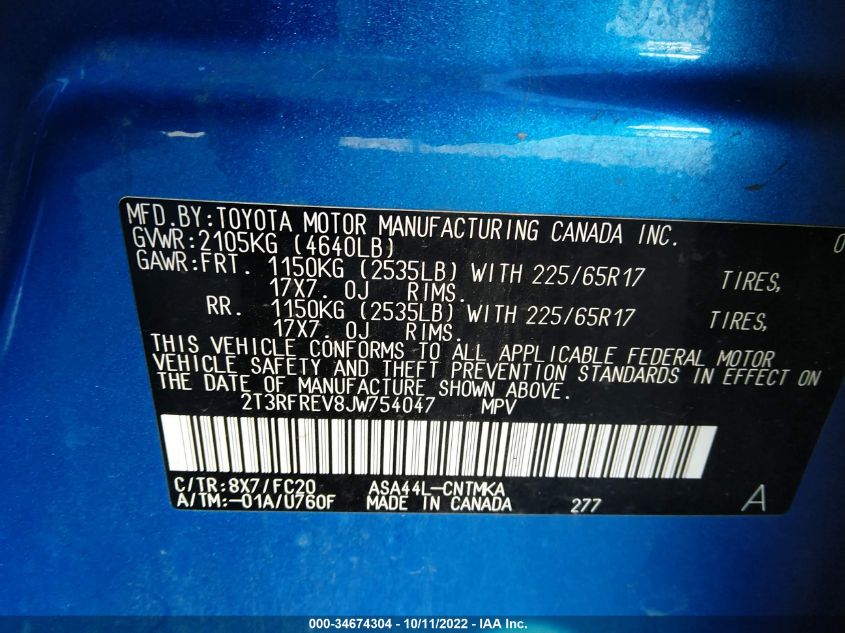 MFD.BY:TOYOTA MOTOR MANUFACTURING CANADA INC. 0
GVWR:2105KG (4640LB)
GAWR:FRT. 1150KG (2535LB) WITH 225/65R17 TIRES,
17X7. 0J RIMS.
RR. 1150KG (2535LB) WITH 225/65R17 TIRES,
17X7. 0J RIMS.
THIS VEHICLE CONFORMS TO ALL APPLICABLE FEDERAL MOTOR
VEHICLE SAFETY AND THEFT PREVENTION STANDARDS IN EFFECT ON
THE DATE OF MANUFACTURE SHOWN ABOVE.
2T3RFREV8JW754047 MPV
C/TR:8X7/FC20 ASA44L-CNTMKA
A/TM:-01A/U760F MADE IN CANADA 277 A
000-34674304 - 10/11/2022 - IAA Inc.